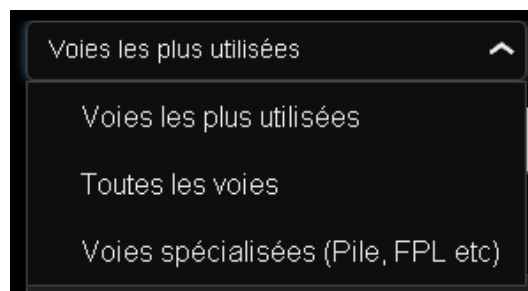 Voies les plus utilisées
Voies les plus utilisées
Toutes les voies
Voies spécialisées (Pile, FPL etc)